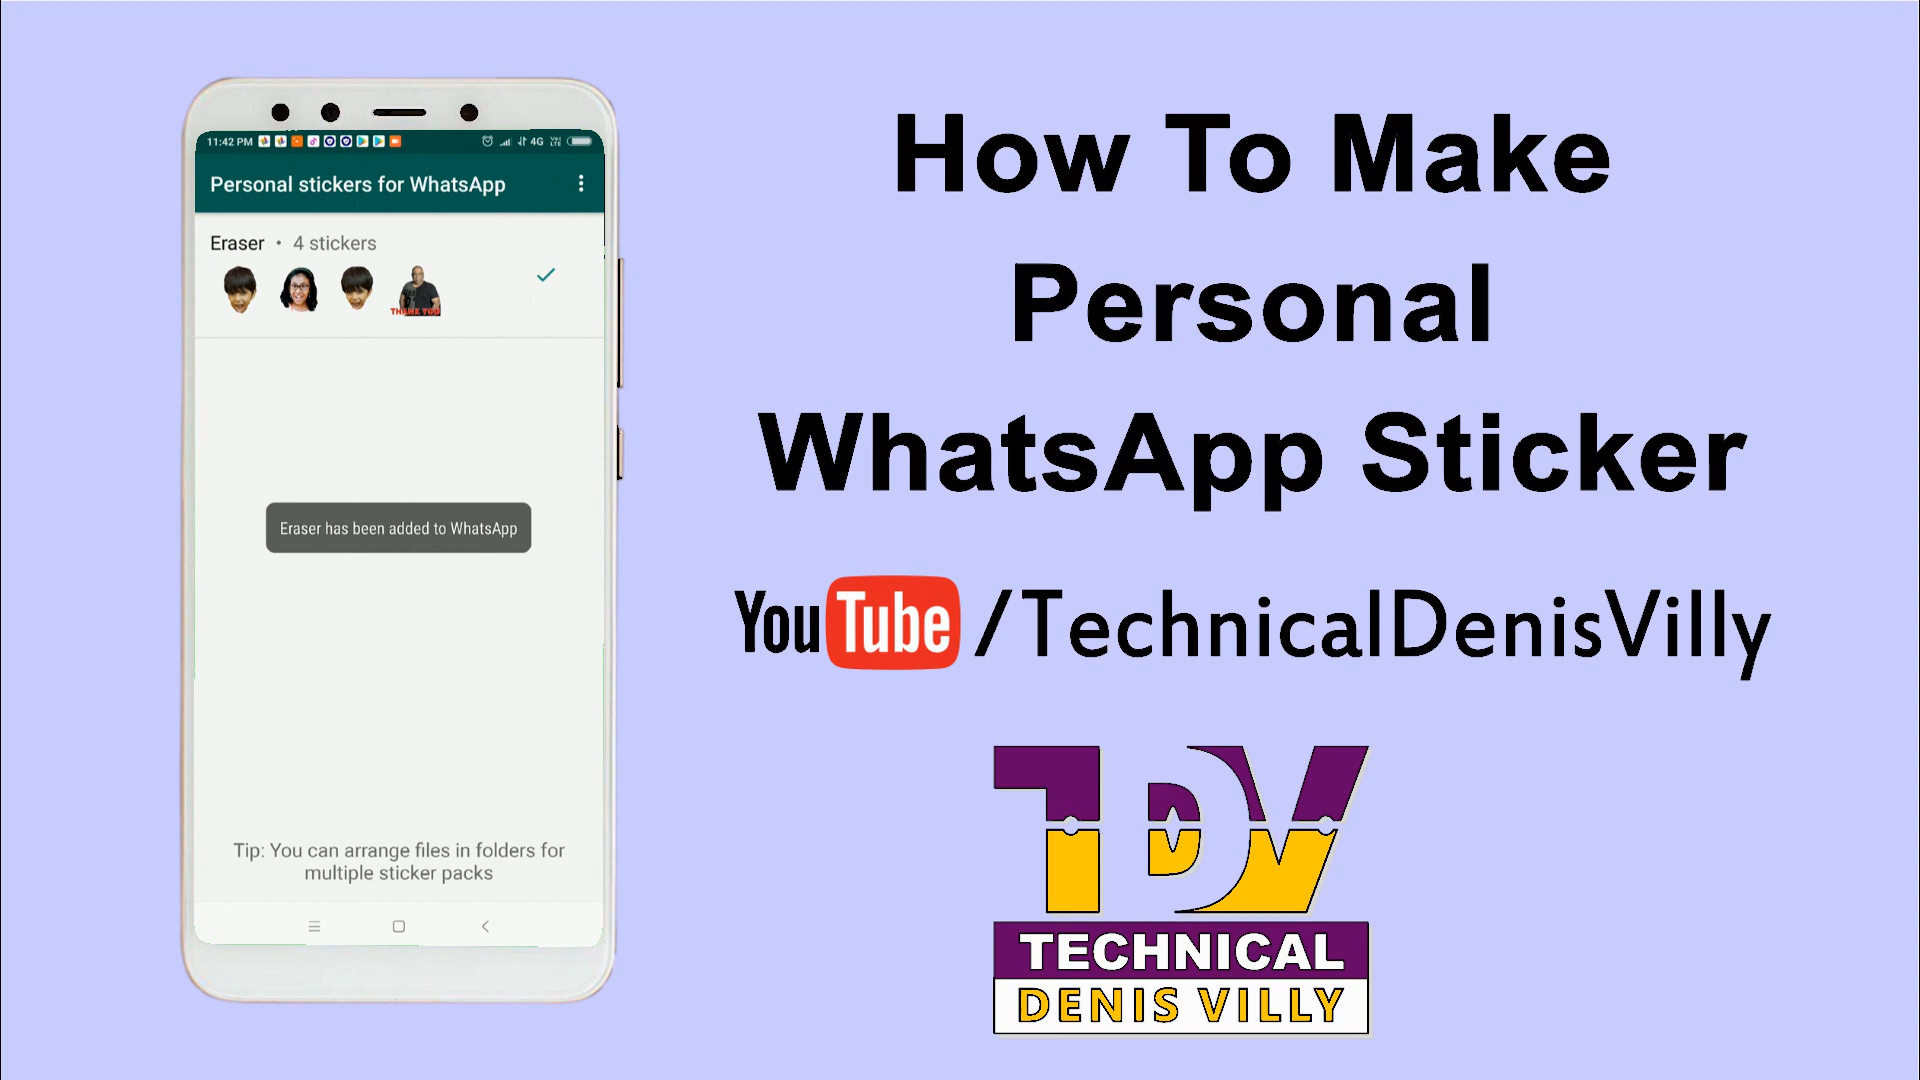 11:42 PM
4G
Personal stickers for WhatsApp
Eraser • 4 stickers
THANK YOU
Eraser has been added to WhatsApp
Tip: You can arrange files in folders for
multiple sticker packs
How To Make
Personal
WhatsApp Sticker
YouTube /TechnicalDenisVilly
TDV
TECHNICAL
DENIS VILLY